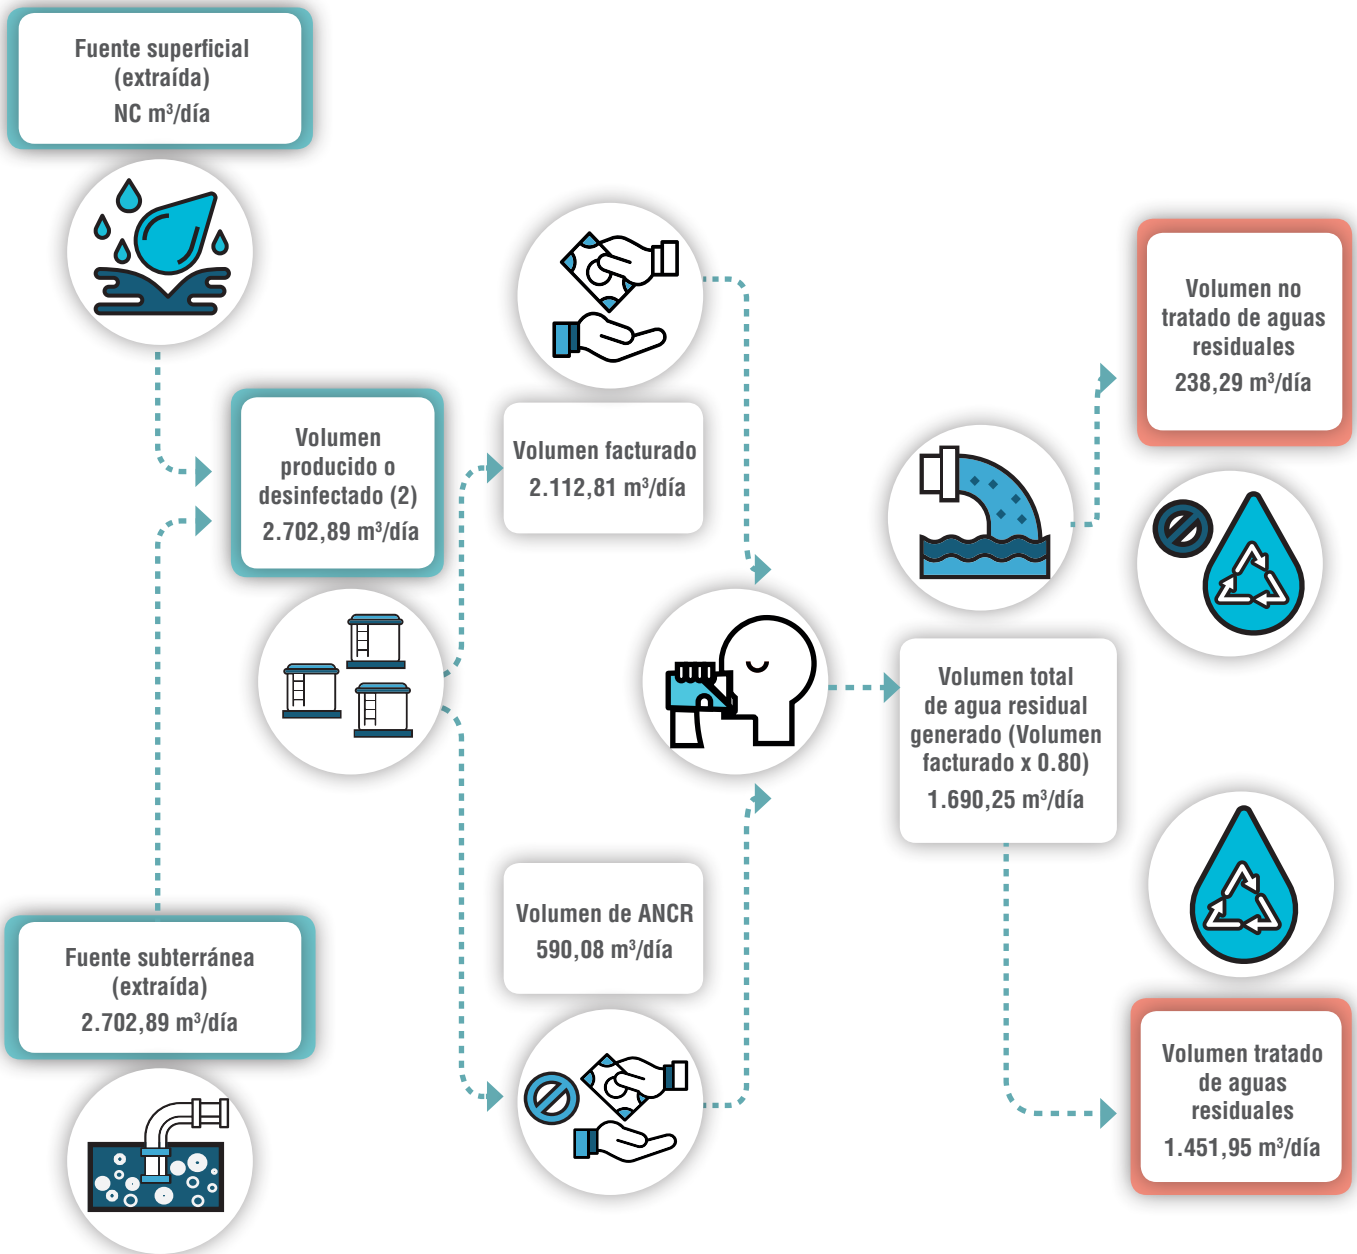 Fuente superficial
(extraída)
NC m³/día
Volumen
producido o
desinfectado (2)
2.702,89 m³/día
Fuente subterránea
(extraída)
2.702,89 m³/día
Volumen facturado
2.112,81 m³/día
Volumen de ANCR
590,08 m³/día
Volumen total
de agua residual
generado (Volumen
facturado x 0.80)
1.690,25 m³/día
Volumen no
tratado de aguas
residuales
238,29 m³/día
Volumen tratado
de aguas
residuales
1.451,95 m³/día